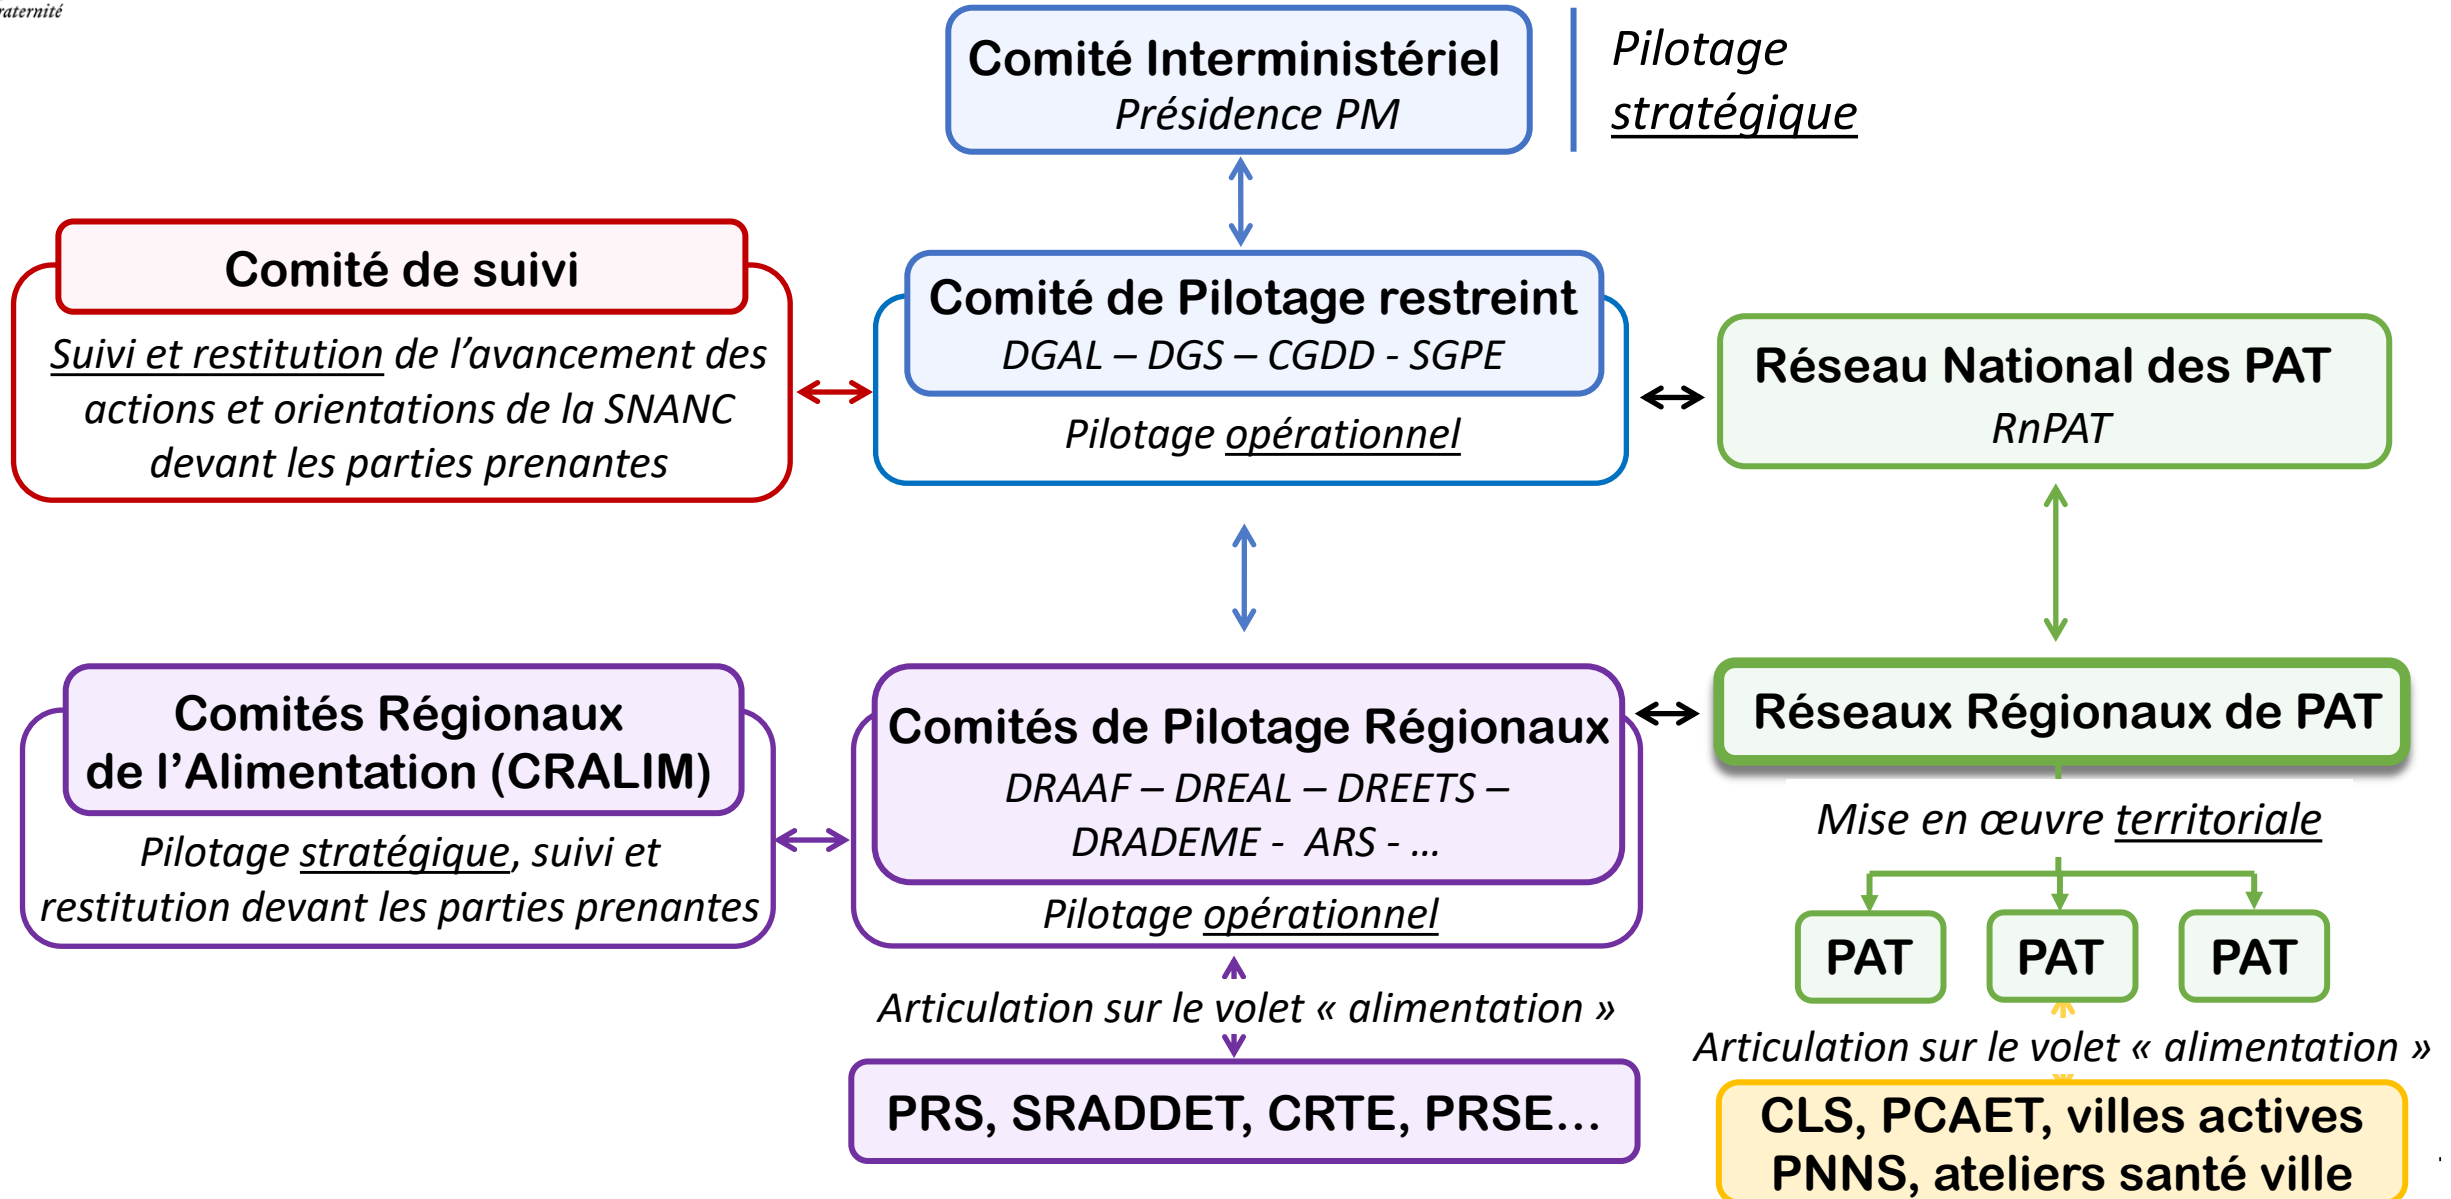 raternité
Comité Interministériel
Présidence PM
Pilotage
stratégique
Comité de suivi
Suivi et restitution de l’avancement des
actions et orientations de la SNANC
devant les parties prenantes
Comité de Pilotage restreint
DGAL – DGS – CGDD - SGPE
Pilotage opérationnel
Réseau National des PAT
RnPAT
Comités Régionaux
de l’Alimentation (CRALIM)
Pilotage stratégique, suivi et
restitution devant les parties prenantes
Comités de Pilotage Régionaux
DRAAF – DREAL – DREETS –
DRADEME - ARS - …
Pilotage opérationnel
Réseaux Régionaux de PAT
Mise en œuvre territoriale
PAT
PAT
PAT
Articulation sur le volet « alimentation »
PRS, SRADDET, CRTE, PRSE…
Articulation sur le volet « alimentation »
CLS, PCAET, villes actives
PNNS, ateliers santé ville